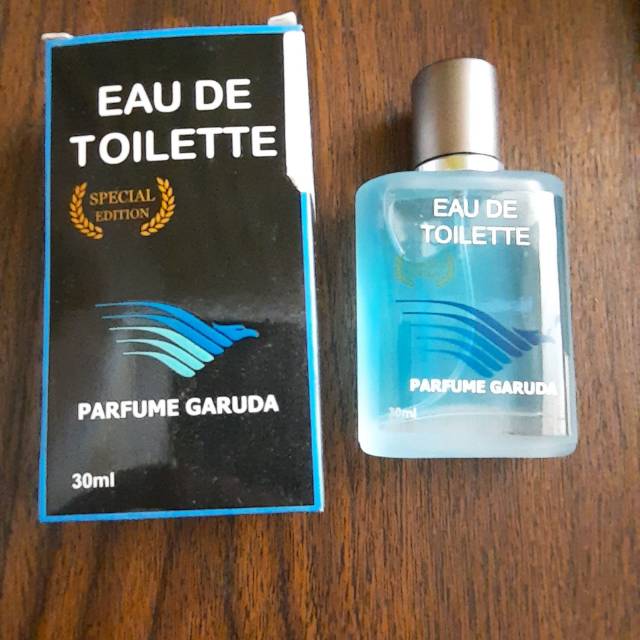 EAU DE
TOILETTE
SPECIAL
EDITION
PARFUME GARUDA
30ml
EAU DE
TOILETTE
PARFUME GARUDA
30ml